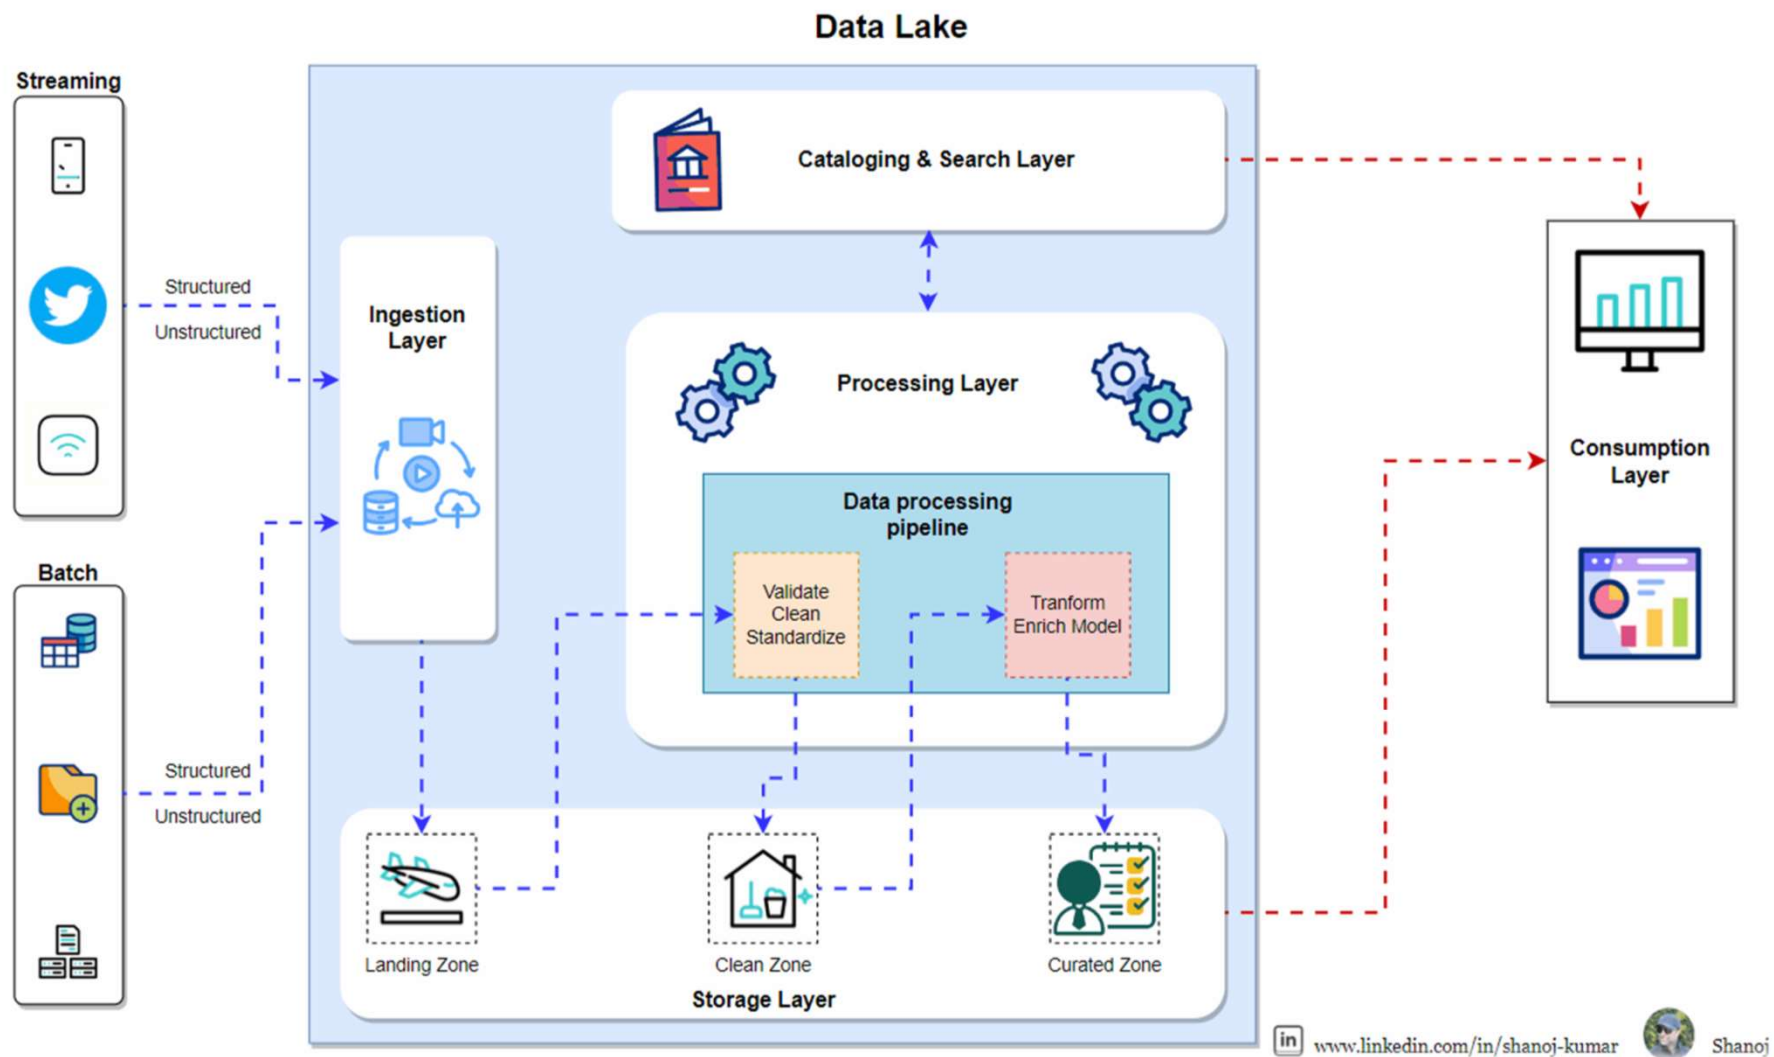 Data Lake
Streaming
Cataloging & Search Layer
Structured
Unstructured
Ingestion
Layer
Processing Layer
Consumption
Layer
Data processing
pipeline
Batch
Validate
Clean
Standardize
Tranform
Enrich Model
Structured
Unstructured
Landing Zone
Clean Zone
Curated Zone
Storage Layer
in
www.linkedin.com/in/shanoj-kumar
Shanoj